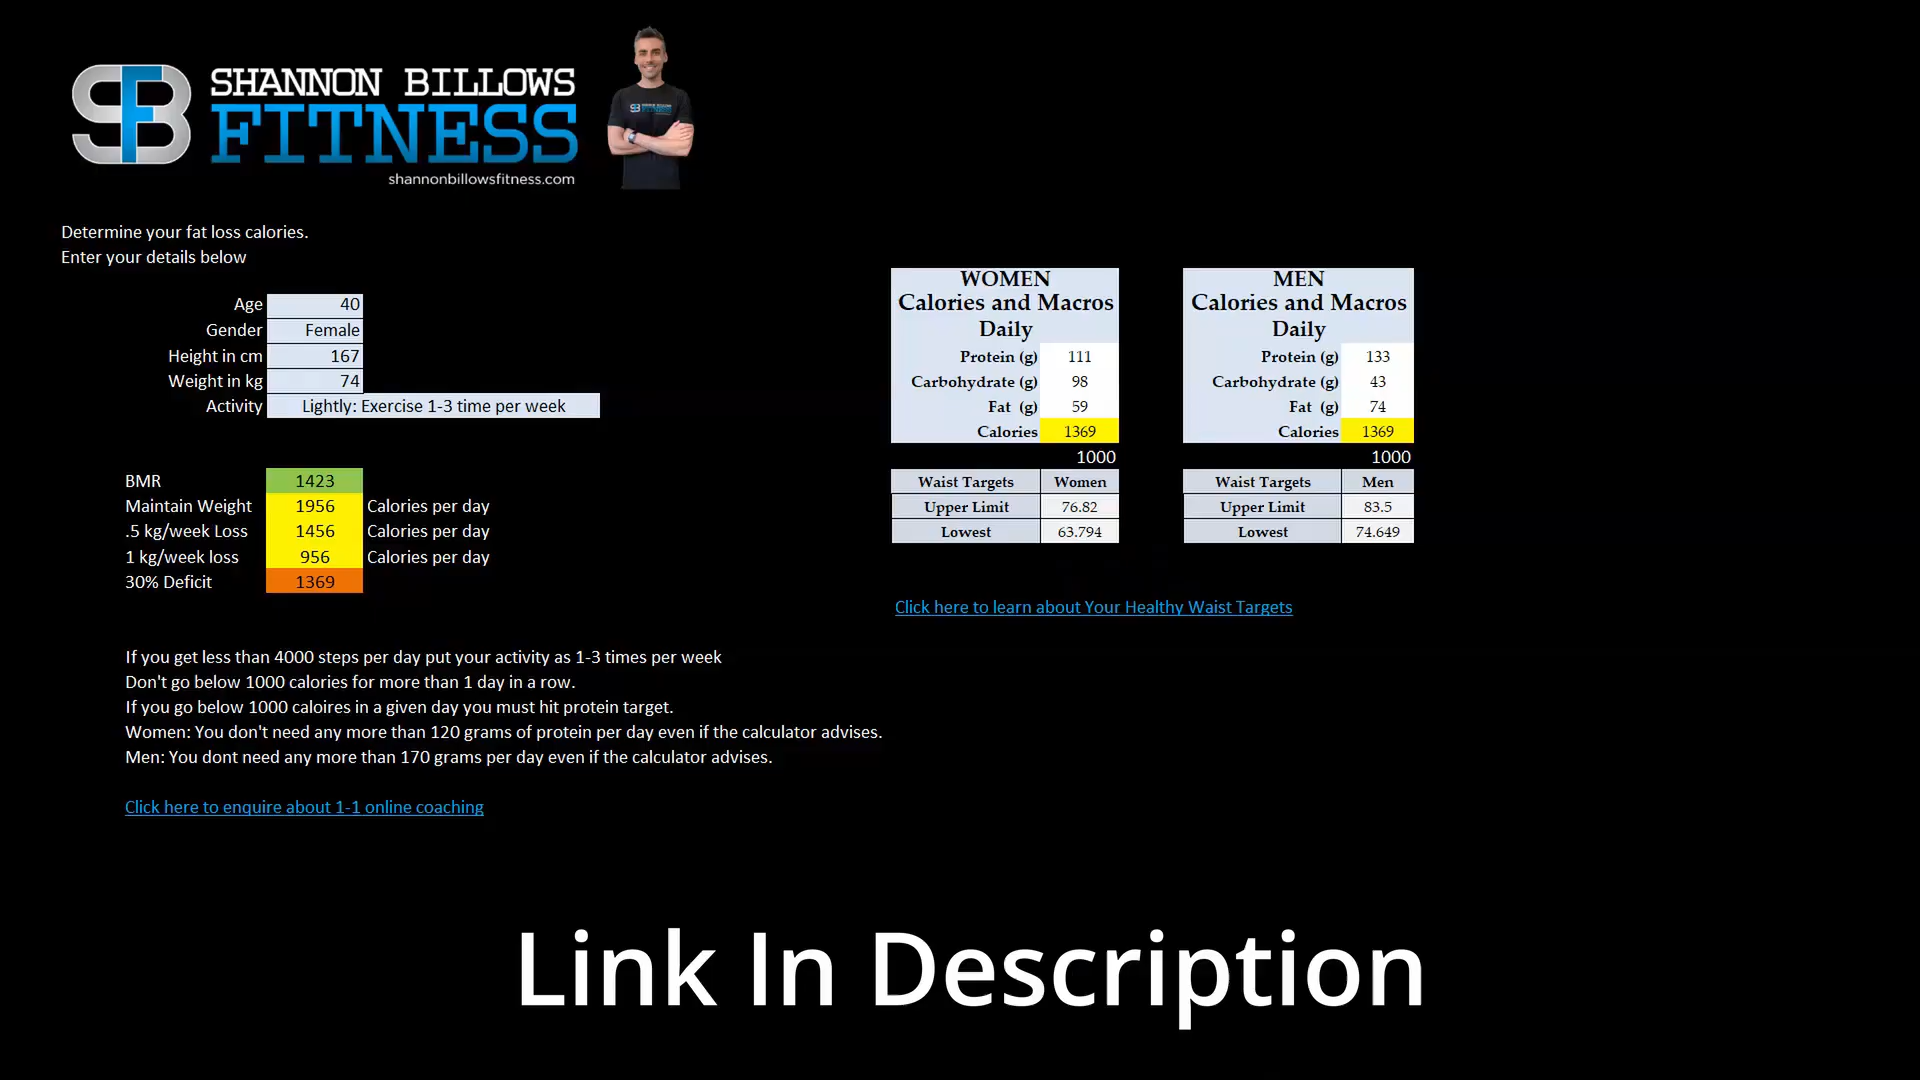 SHANNON BILLOWS
FITNESS
shannonbillowsfitness.com
Determine your fat loss calories.
Enter your details below
Age 40
Gender Female
Height in cm 167
Weight in kg 74
Activity Lightly: Exercise 1-3 time per week
BMR 1423
Maintain Weight 1956 Calories per day
.5 kg/week Loss 1456 Calories per day
1 kg/week loss 956 Calories per day
30% Deficit 1369
WOMEN
Calories and Macros
Daily
Protein (g) 111
Carbohydrate (g) 98
Fat (g) 59
Calories 1369
1000
Waist Targets Women
Upper Limit 76.82
Lowest 63.794
MEN
Calories and Macros
Daily
Protein (g) 133
Carbohydrate (g) 43
Fat (g) 74
Calories 1369
1000
Waist Targets Men
Upper Limit 83.5
Lowest 74.649
Click here to learn about Your Healthy Waist Targets
If you get less than 4000 steps per day put your activity as 1-3 times per week
Don't go below 1000 calories for more than 1 day in a row.
If you go below 1000 caloires in a given day you must hit protein target.
Women: You don't need any more than 120 grams of protein per day even if the calculator advises.
Men: You dont need any more than 170 grams per day even if the calculator advises.
Click here to enquire about 1-1 online coaching
Link In Description